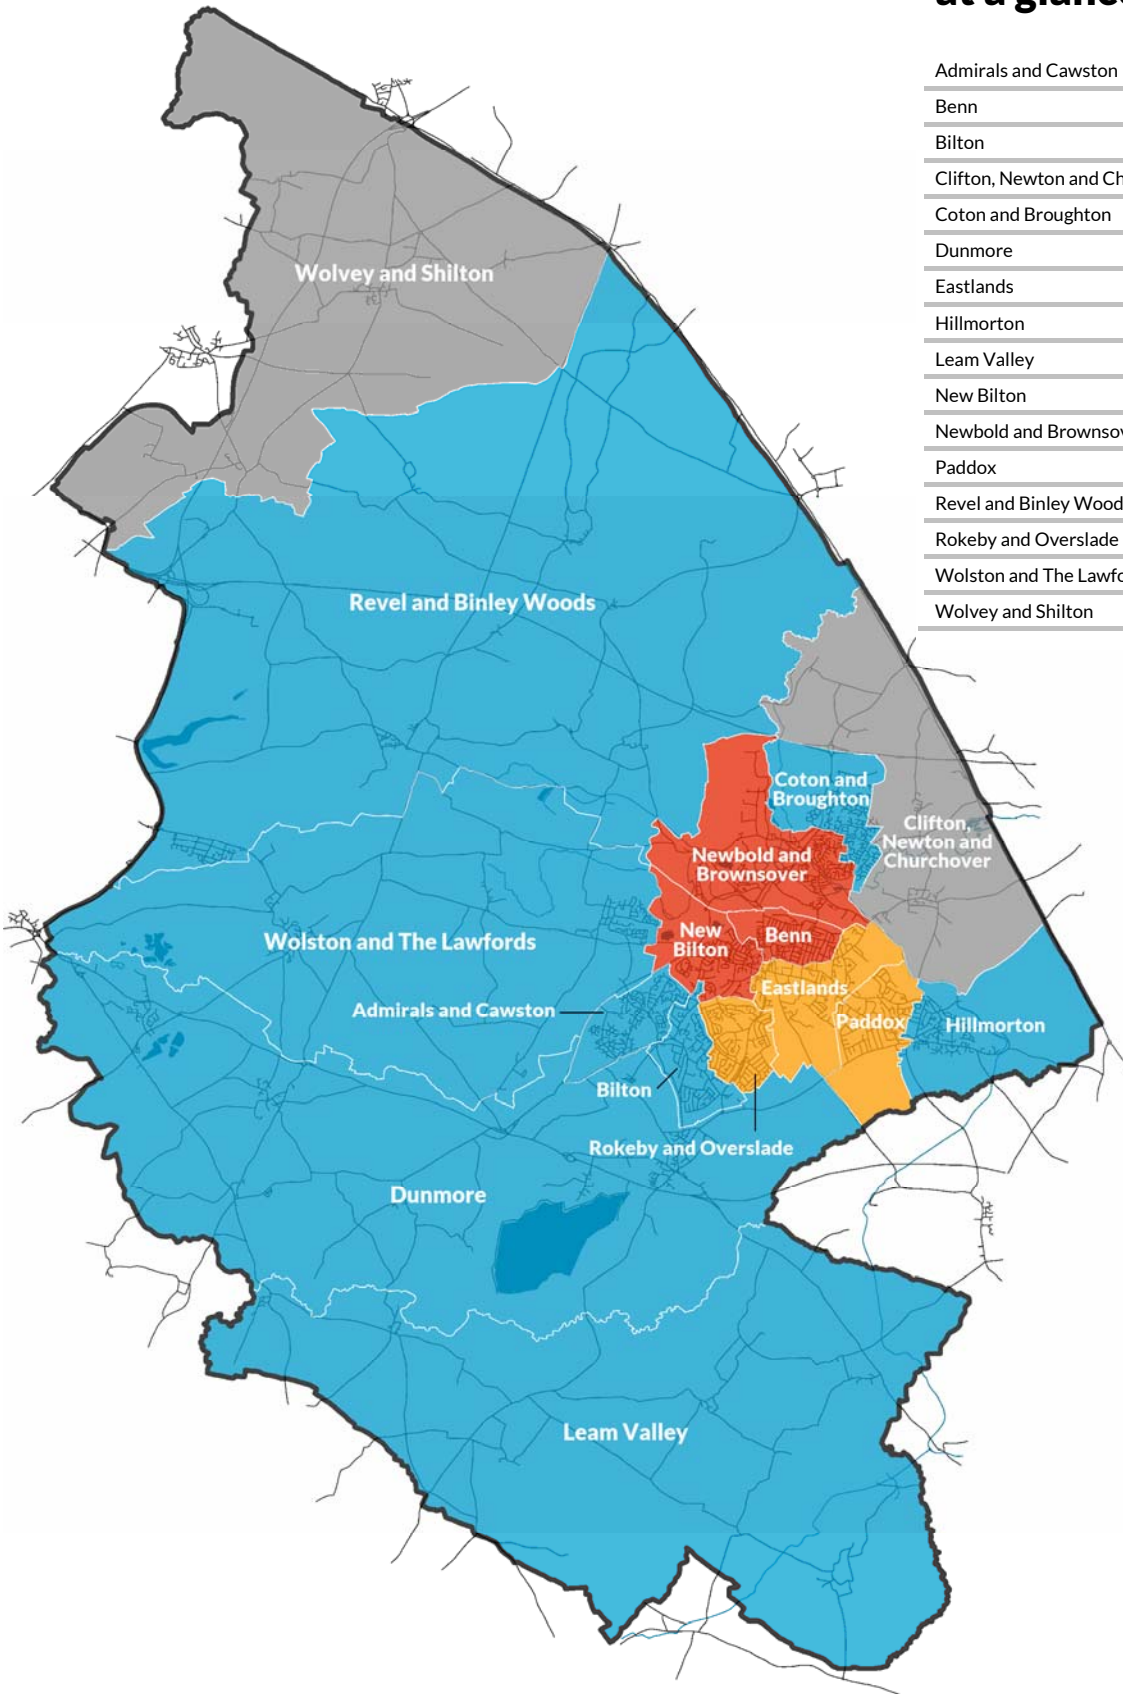 at a glance
Admirals and Cawston
Benn
Bilton
Clifton, Newton and Ch
Coton and Broughton
Dunmore
Eastlands
Hillmorton
Leam Valley
New Bilton
Newbold and Brownsov
Paddox
Revel and Binley Wood
Rokeby and Overslade
Wolston and The Lawfo
Wolvey and Shilton
Wolvey and Shilton
Revel and Binley Woods
Coton and
Broughton
Clifton,
Newton and
Churchover
Newbold and
Brownsover
New
Bilton
Benn
Wolston and The Lawfords
Eastlands
Admirals and Cawston
Paddox
Hillmorton
Bilton
Rokeby and Overslade
Dunmore
Leam Valley